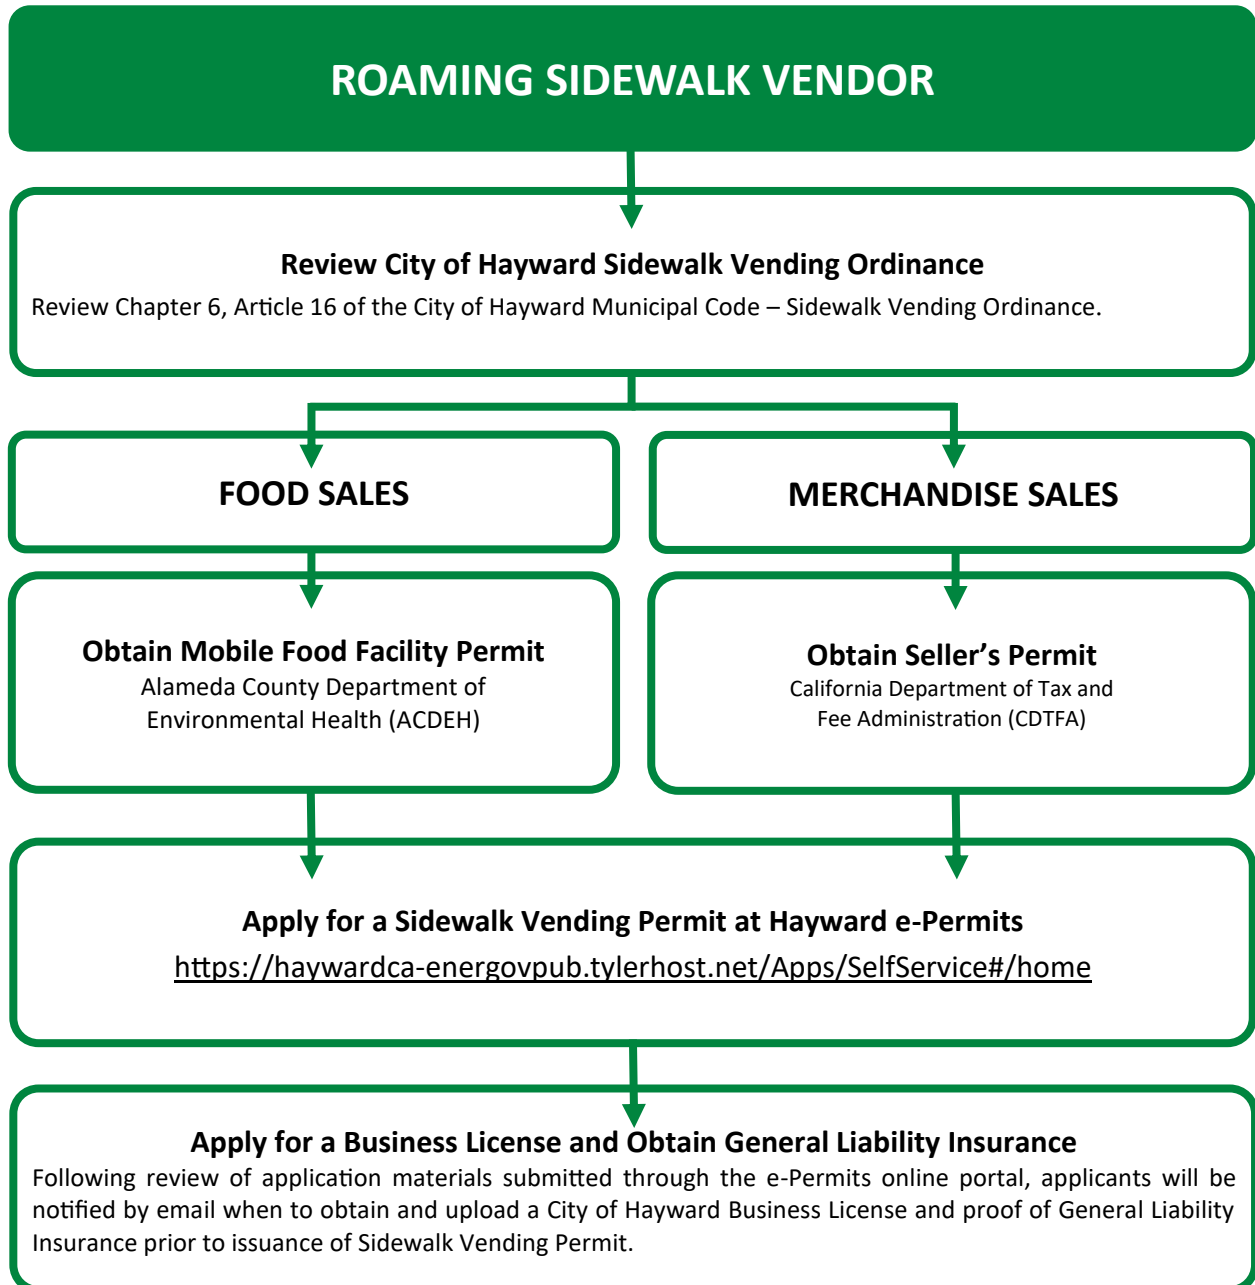 ROAMING SIDEWALK VENDOR
Review City of Hayward Sidewalk Vending Ordinance
Review Chapter 6, Article 16 of the City of Hayward Municipal Code – Sidewalk Vending Ordinance.
FOOD SALES
MERCHANDISE SALES
Obtain Mobile Food Facility Permit
Alameda County Department of
Environmental Health (ACDEH)
Obtain Seller’s Permit
California Department of Tax and
Fee Administration (CDTFA)
Apply for a Sidewalk Vending Permit at Hayward e-Permits
https://haywardca-energovpub.tylerhost.net/Apps/SelfService#/home
Apply for a Business License and Obtain General Liability Insurance
Following review of application materials submitted through the e-Permits online portal, applicants will be
notified by email when to obtain and upload a City of Hayward Business License and proof of General Liability
Insurance prior to issuance of Sidewalk Vending Permit.